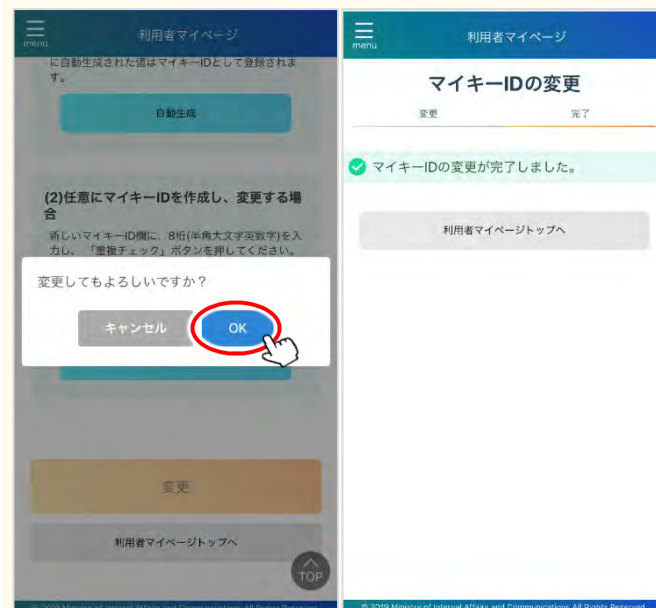 menu
利用者マイページ
に自動生成された値はマイキーIDとして登録されま
す。
自動生成
(2)任意にマイキーIDを作成し、変更する場
合
新しいマイキーID欄に、8桁(半角大文字英数字)を入
力し、「重複チェック」ボタンを押してください。
変更してもよろしいですか？
キャンセル
OK
変更
利用者マイページトップへ
TOP
© 2019 Ministry of Internal Affairs and Communications All Rights Reserved
menu
利用者マイページ
マイキーIDの変更
変更
完了
マイキーIDの変更が完了しました。
利用者マイページトップへ
© 2019 Ministry of Internal Affairs and Communications All Rights Reserved